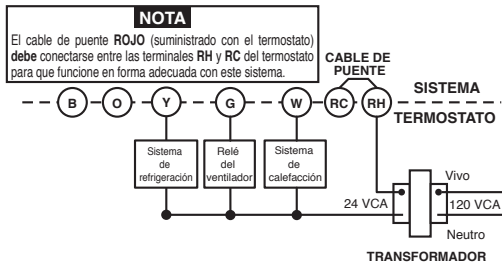 NOTA
El cable de puente ROJO (suministrado con el termostato)
debe conectarse entre las terminales RH y RC del termostato
para que funcione en forma adecuada con este sistema.
CABLE DE
PUENTE
B O Y G W RC RH
SISTEMA
TERMOSTATO
Sistema
de
refrigeración
Relé
del
ventilador
Sistema
de
calefacción
Vivo
24 VCA
120 VCA
Neutro
TRANSFORMADOR